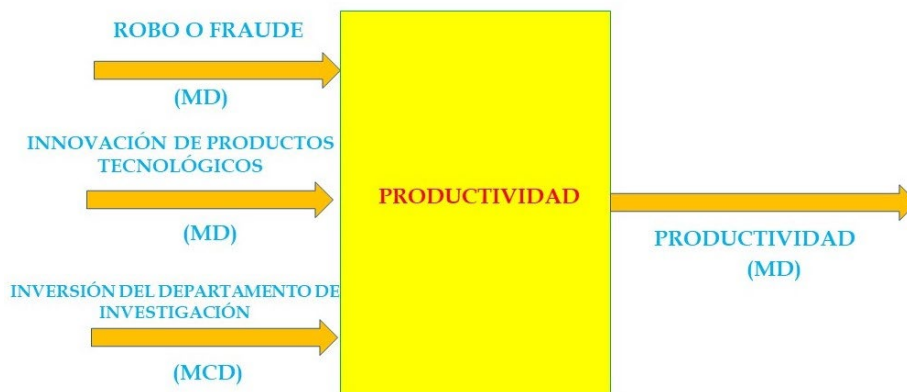 ROBO O FRAUDE
(MD)
INNOVACIÓN DE PRODUCTOS
TECNOLÓGICOS
(MD)
INVERSIÓN DEL DEPARTAMENTO DE
INVESTIGACIÓN
(MCD)
PRODUCTIVIDAD
PRODUCTIVIDAD
(MD)